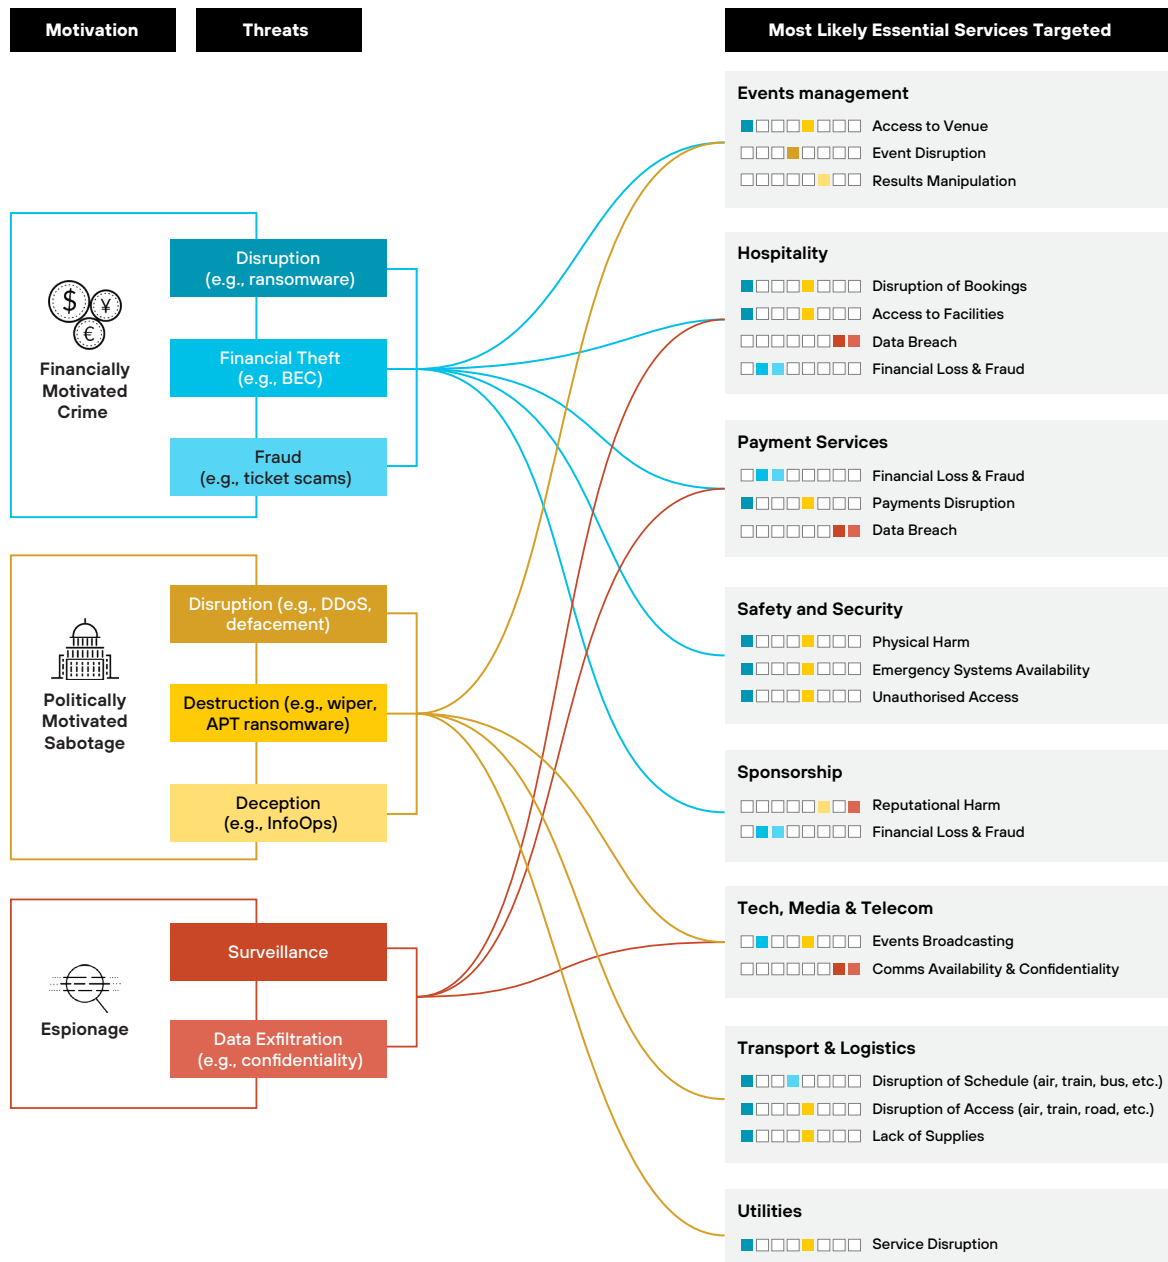 Motivation
Threats
Most Likely Essential Services Targeted
$
¥
€
Financially
Motivated
Crime
Disruption
(e.g., ransomware)
Financial Theft
(e.g., BEC)
Fraud
(e.g., ticket scams)
Politically
Motivated
Sabotage
Disruption (e.g., DDoS,
defacement)
Destruction (e.g., wiper,
APT ransomware)
Deception
(e.g., InfoOps)
Espionage
Surveillance
Data Exfiltration
(e.g., confidentiality)
Events management
Access to Venue
Event Disruption
Results Manipulation
Hospitality
Disruption of Bookings
Access to Facilities
Data Breach
Financial Loss & Fraud
Payment Services
Financial Loss & Fraud
Payments Disruption
Data Breach
Safety and Security
Physical Harm
Emergency Systems Availability
Unauthorised Access
Sponsorship
Reputational Harm
Financial Loss & Fraud
Tech, Media & Telecom
Events Broadcasting
Comms Availability & Confidentiality
Transport & Logistics
Disruption of Schedule (air, train, bus, etc.)
Disruption of Access (air, train, road, etc.)
Lack of Supplies
Utilities
Service Disruption